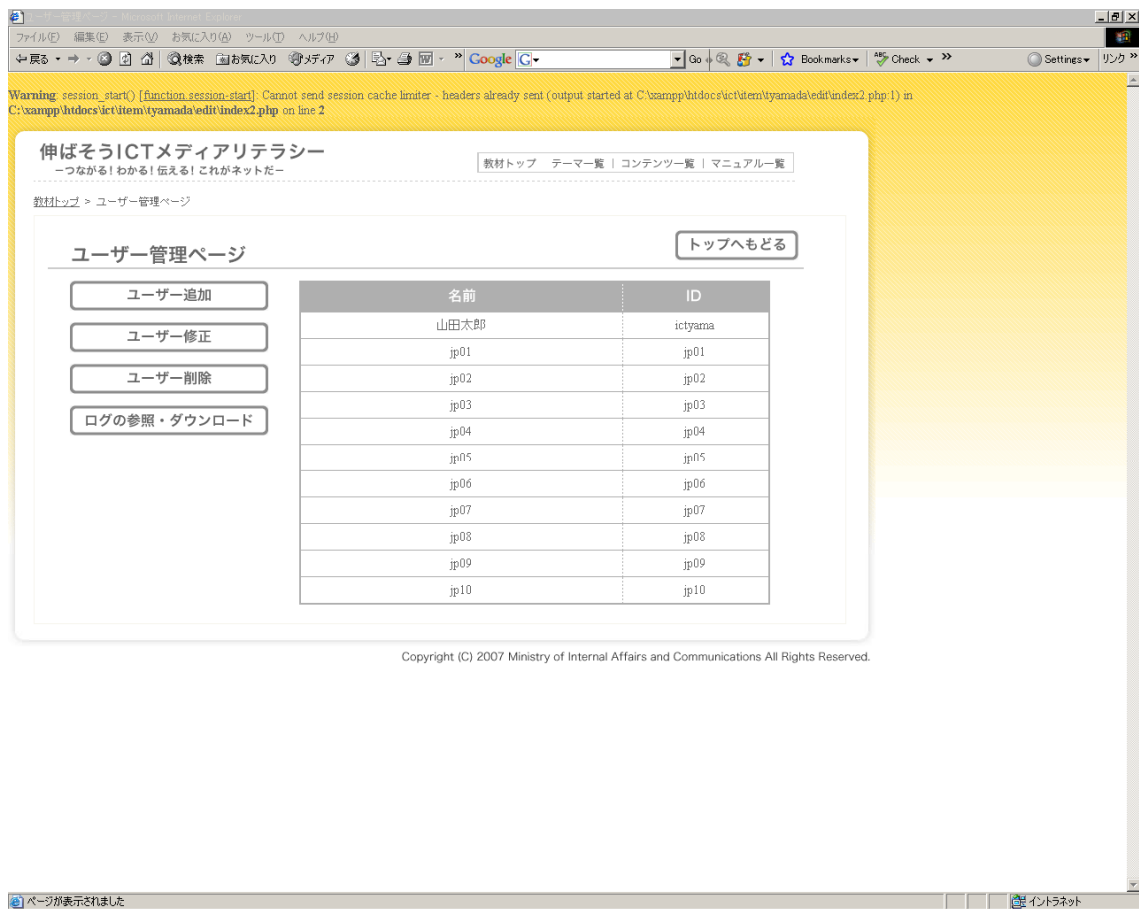 ユーザー管理ページ - Microsoft Internet Explorer
ファイル(F) 編集(E) 表示(V) お気に入り(A) ツール(T) ヘルプ(H)
戻る 検索 お気に入り メディア » Google G Go Bookmarks ABC Check » Settings リンク »
Warning: session_start() [function.session-start]: Cannot send session cache limiter - headers already sent (output started at C:\xampp\htdocs\ict\item\tyamada\edit\index2.php:1) in
C:\xampp\htdocs\ict\item\tyamada\edit\index2.php on line 2
伸ばそうICTメディアリテラシー
教材トップ テーマ一覧 | コンテンツ一覧 | マニュアル一覧
－つながる！わかる！伝える！これがネットだ－
教材トップ > ユーザー管理ページ
ユーザー管理ページ トップへもどる
ユーザー追加
ユーザー修正
ユーザー削除
ログの参照・ダウンロード
名前 ID
山田太郎 ictyama
jp01 jp01
jp02 jp02
jp03 jp03
jp04 jp04
jp05 jp05
jp06 jp06
jp07 jp07
jp08 jp08
jp09 jp09
jp10 jp10
Copyright (C) 2007 Ministry of Internal Affairs and Communications All Rights Reserved.
ページが表示されました イントラネット